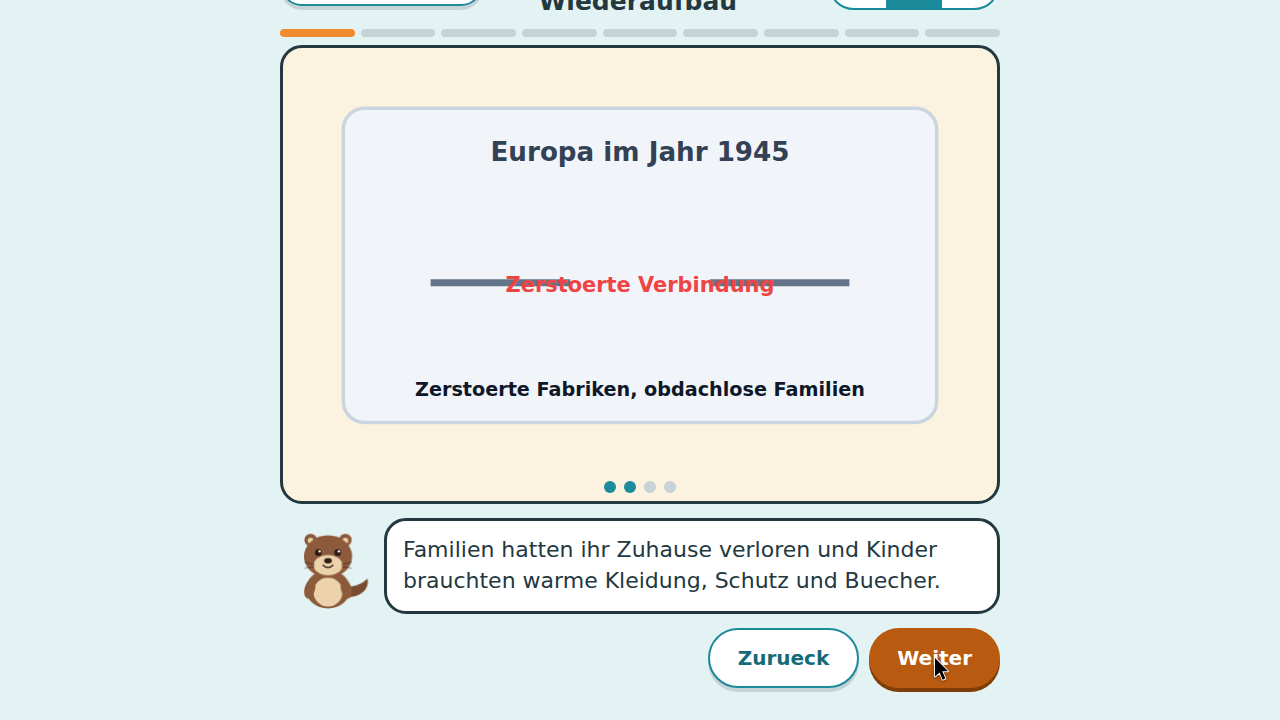 Wiederaufbau
Europa im Jahr 1945
Zerstoerte Verbindung
Zerstoerte Fabriken, obdachlose Familien
Familien hatten ihr Zuhause verloren und Kinder
brauchten warme Kleidung, Schutz und Buecher.
Zurueck
Weiter